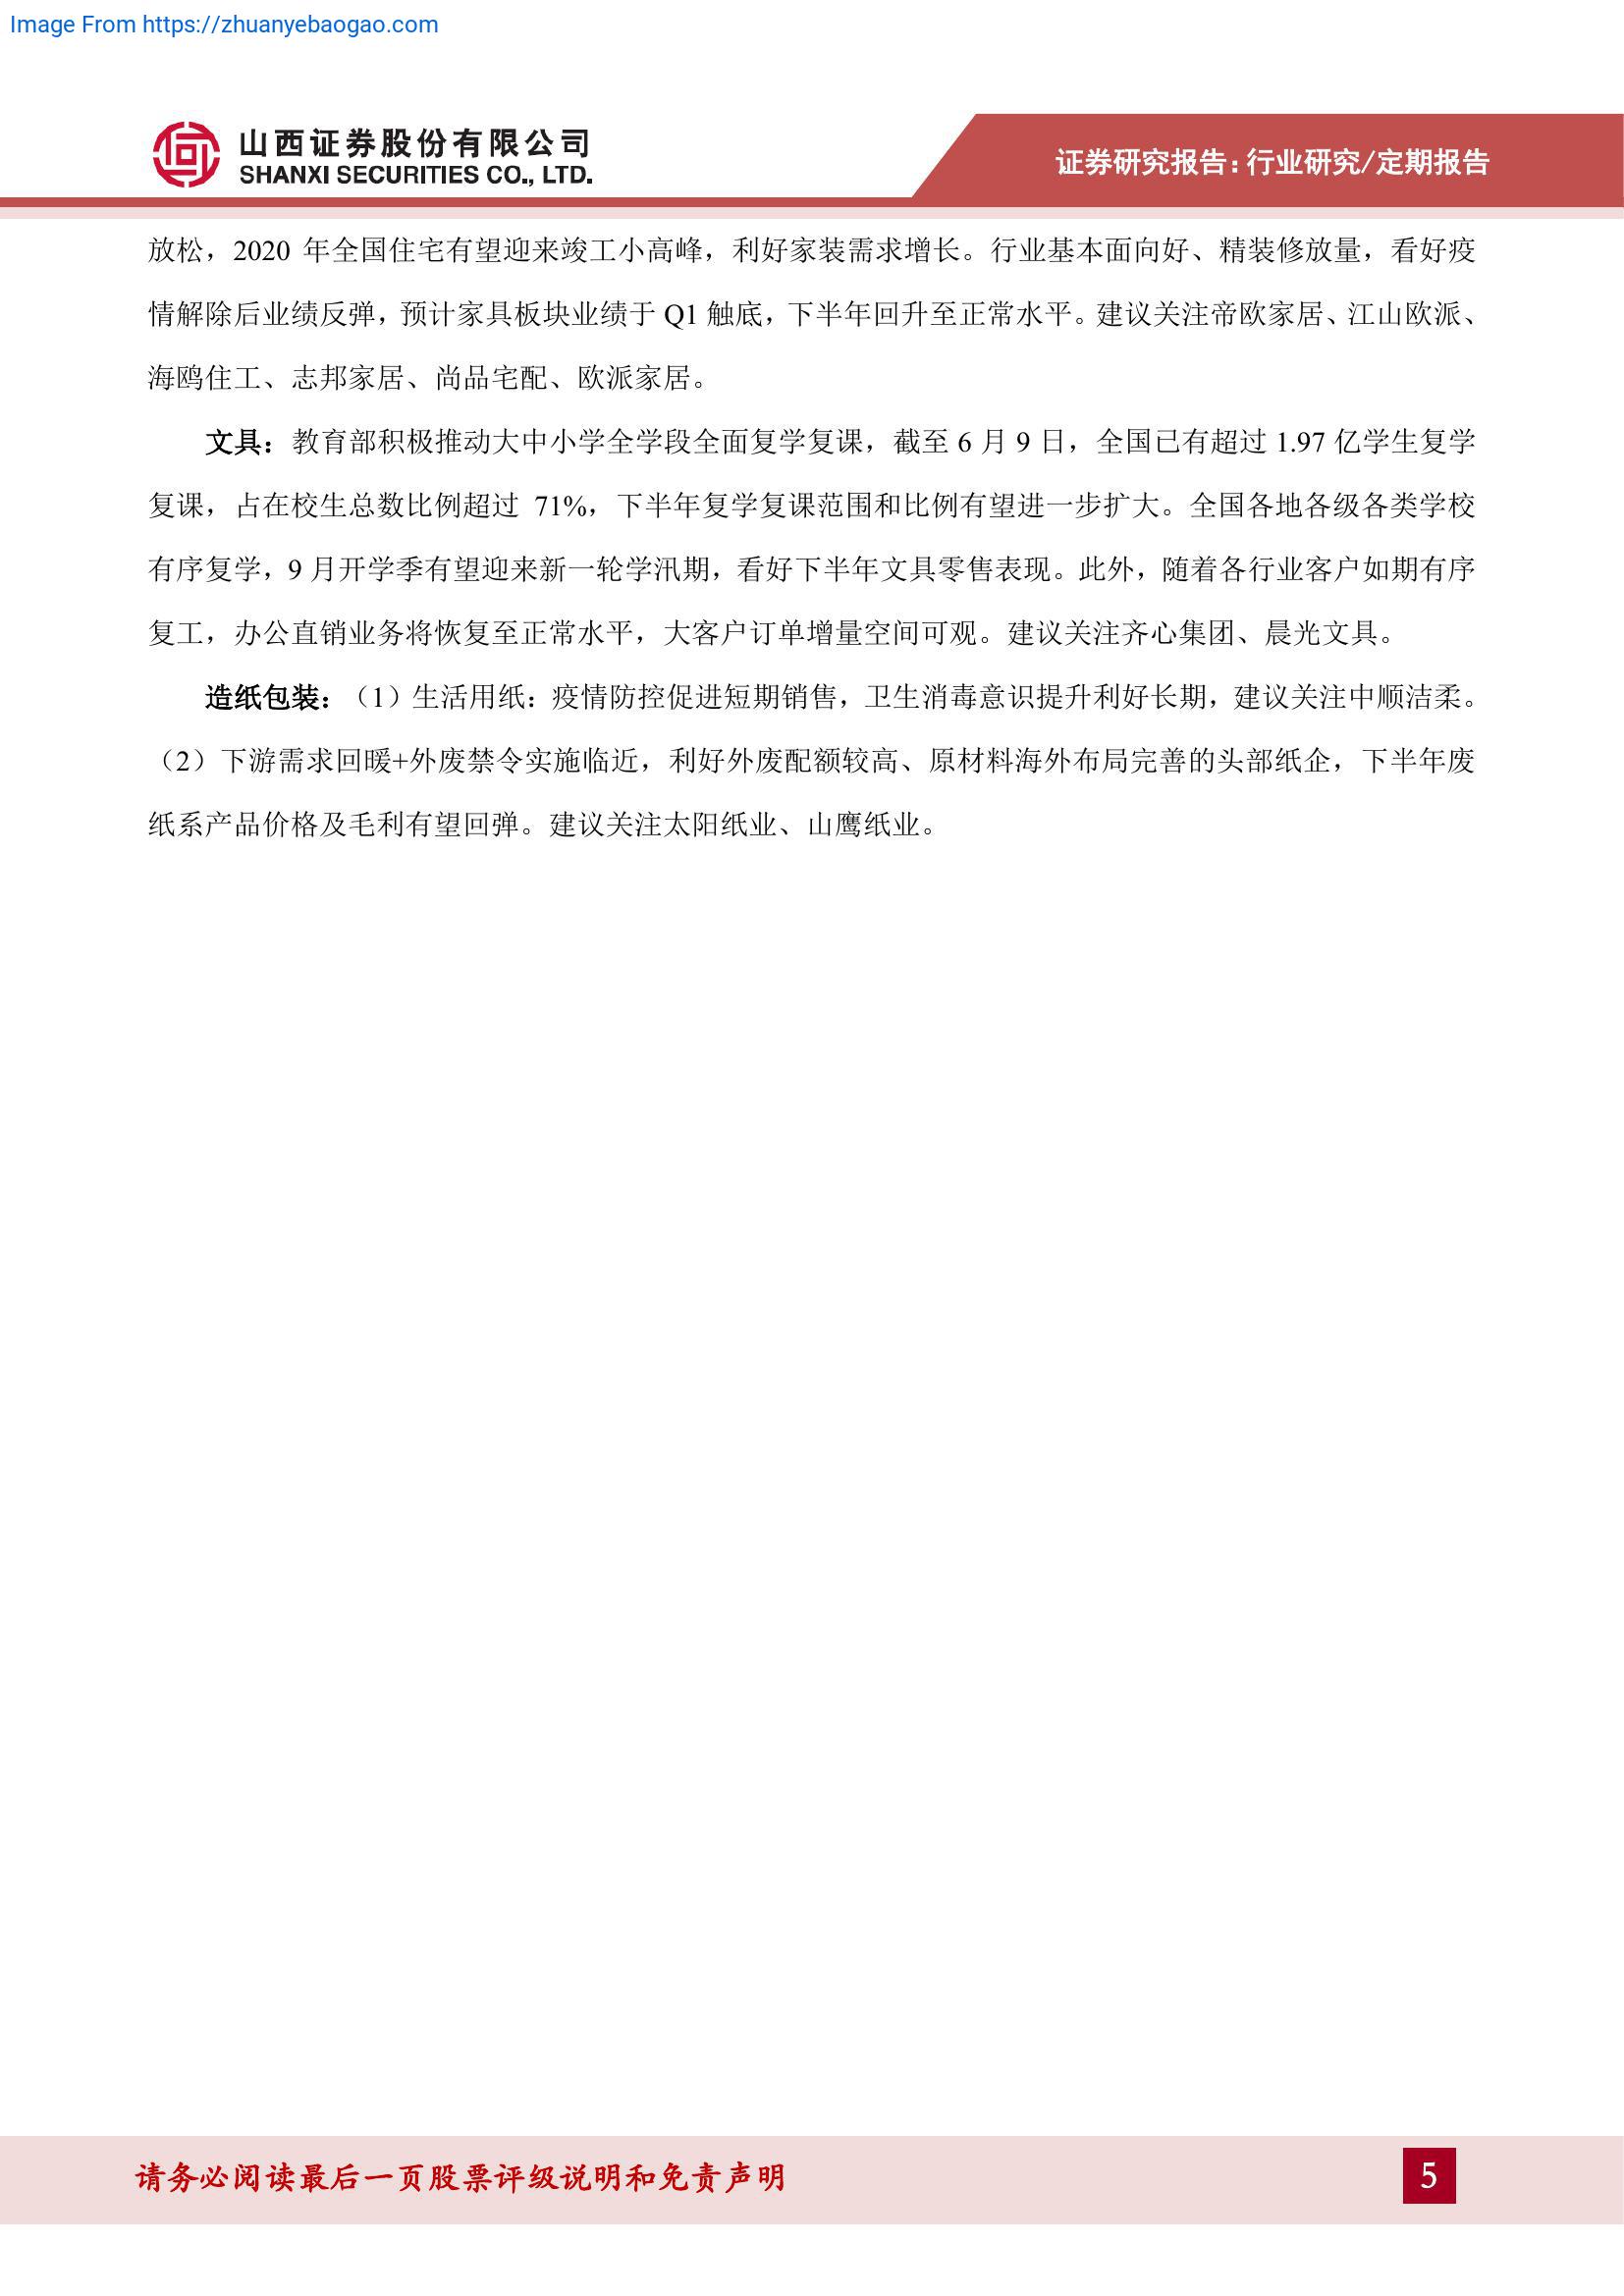 Image From https://zhuanyebaogao.com
山西证券股份有限公司
SHANXI SECURITIES CO., LTD.
证券研究报告：行业研究/定期报告
放松，2020 年全国住宅有望迎来竣工小高峰，利好家装需求增长。行业基本面向好、精装修放量，看好疫
情解除后业绩反弹，预计家具板块业绩于 Q1 触底，下半年回升至正常水平。建议关注帝欧家居、江山欧派、
海鸥住工、志邦家居、尚品宅配、欧派家居。
文具：教育部积极推动大中小学全学段全面复学复课，截至 6 月 9 日，全国已有超过 1.97 亿学生复学
复课，占在校生总数比例超过 71%，下半年复学复课范围和比例有望进一步扩大。全国各地各级各类学校
有序复学，9 月开学季有望迎来新一轮学汛期，看好下半年文具零售表现。此外，随着各行业客户如期有序
复工，办公直销业务将恢复至正常水平，大客户订单增量空间可观。建议关注齐心集团、晨光文具。
造纸包装：（1）生活用纸：疫情防控促进短期销售，卫生消毒意识提升利好长期，建议关注中顺洁柔。
（2）下游需求回暖+外废禁令实施临近，利好外废配额较高、原材料海外布局完善的头部纸企，下半年废
纸系产品价格及毛利有望回弹。建议关注太阳纸业、山鹰纸业。
请务必阅读最后一页股票评级说明和免责声明
5